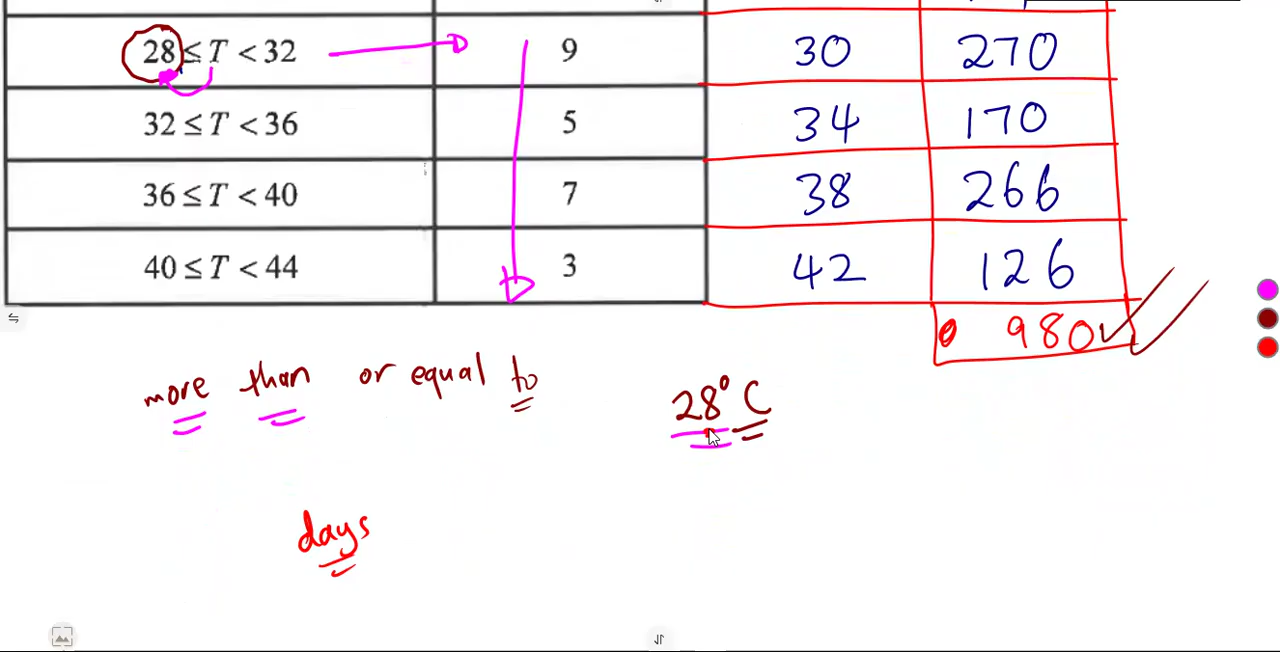 28 ≤ T < 32 9 30 270
32 ≤ T < 36 5 34 170
36 ≤ T < 40 7 38 266
40 ≤ T < 44 3 42 126
980
more than or equal to 28° C
days